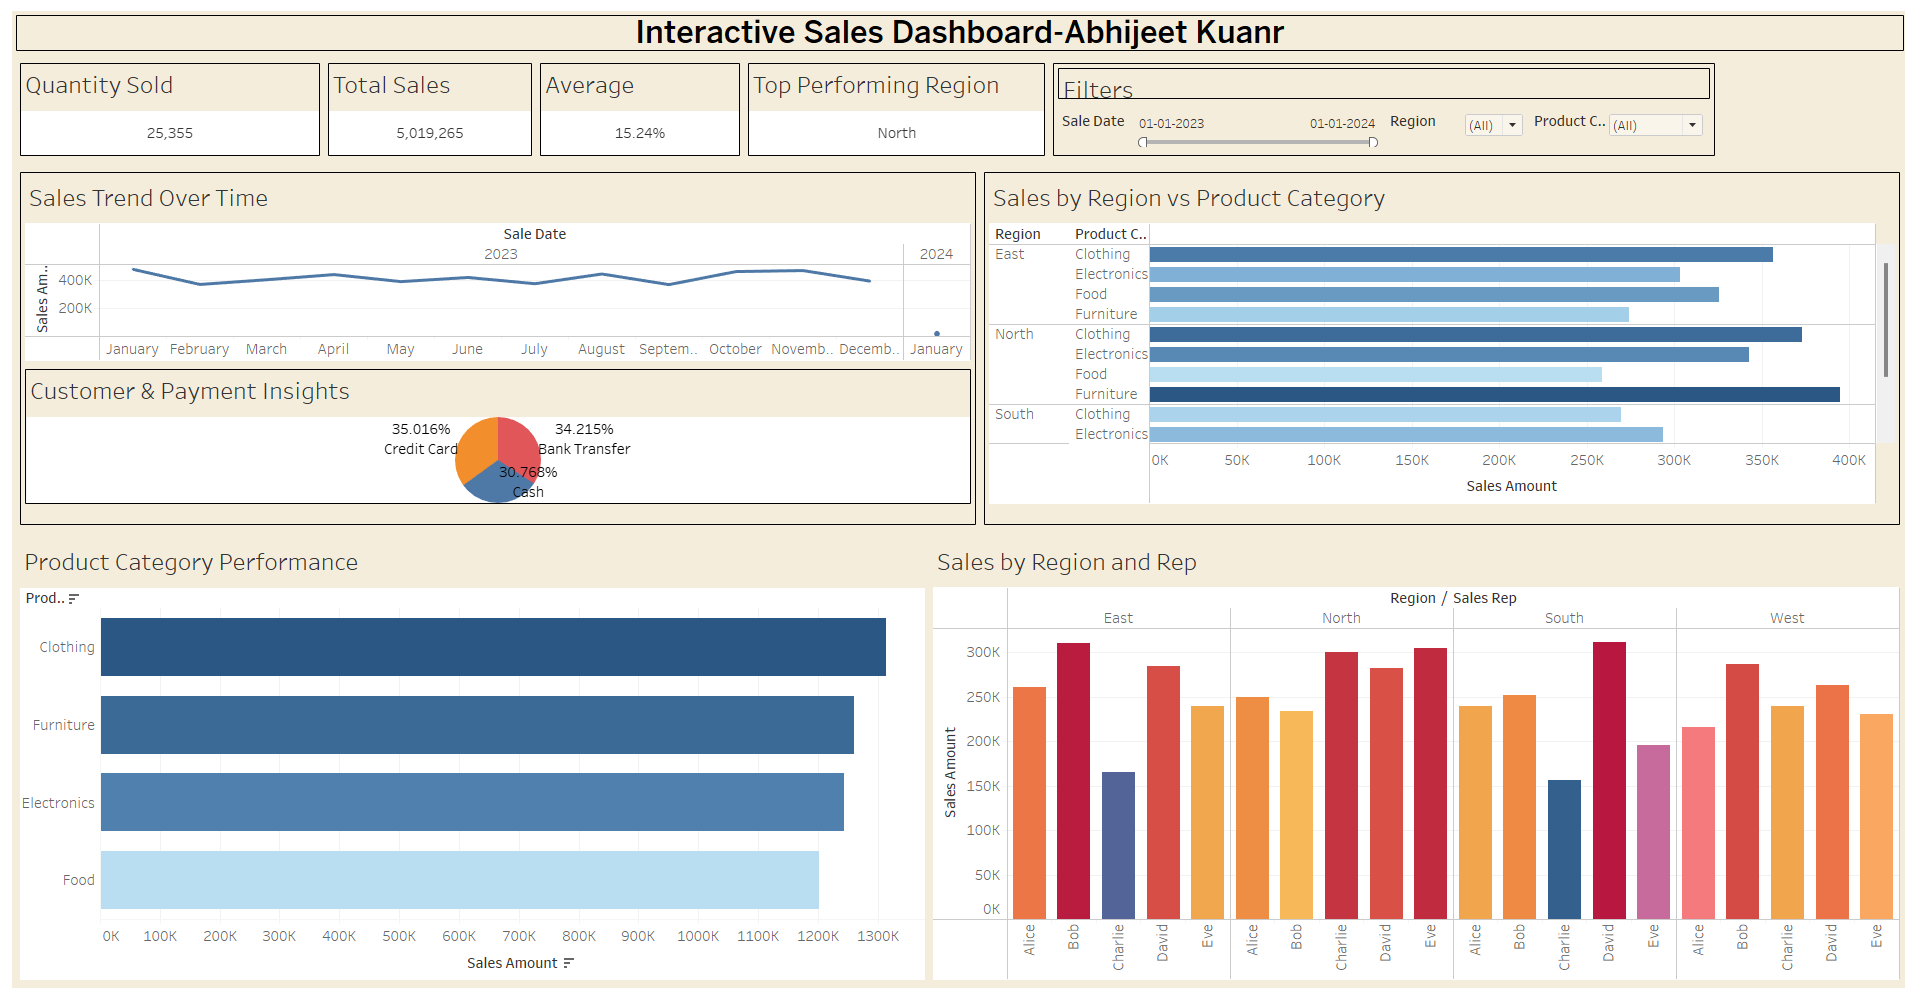 Interactive Sales Dashboard-Abhijeet Kuanr
Quantity Sold
25,355
Total Sales
5,019,265
Average
15.24%
Top Performing Region
North
Filters
Sale Date
01-01-2023
01-01-2024
Region
(All)
Product C..
(All)
Sales Trend Over Time
Sale Date
2023
2024
Sales Am..
400K
200K
January February March April May June July August Septem.. October Novemb.. Decemb.. January
Customer & Payment Insights
35.016%
Credit Card
34.215%
Bank Transfer
30.768%
Cash
Sales by Region vs Product Category
Region Product C..
East Clothing
Electronics
Food
Furniture
North Clothing
Electronics
Food
Furniture
South Clothing
Electronics
0K 50K 100K 150K 200K 250K 300K 350K 400K
Sales Amount
Product Category Performance
Prod..
Clothing
Furniture
Electronics
Food
0K 100K 200K 300K 400K 500K 600K 700K 800K 900K 1000K 1100K 1200K 1300K
Sales Amount
Sales by Region and Rep
Region / Sales Rep
East North South West
Sales Amount
300K
250K
200K
150K
100K
50K
0K
Alice Bob Charlie David Eve Alice Bob Charlie David Eve Alice Bob Charlie David Eve Alice Bob Charlie David Eve